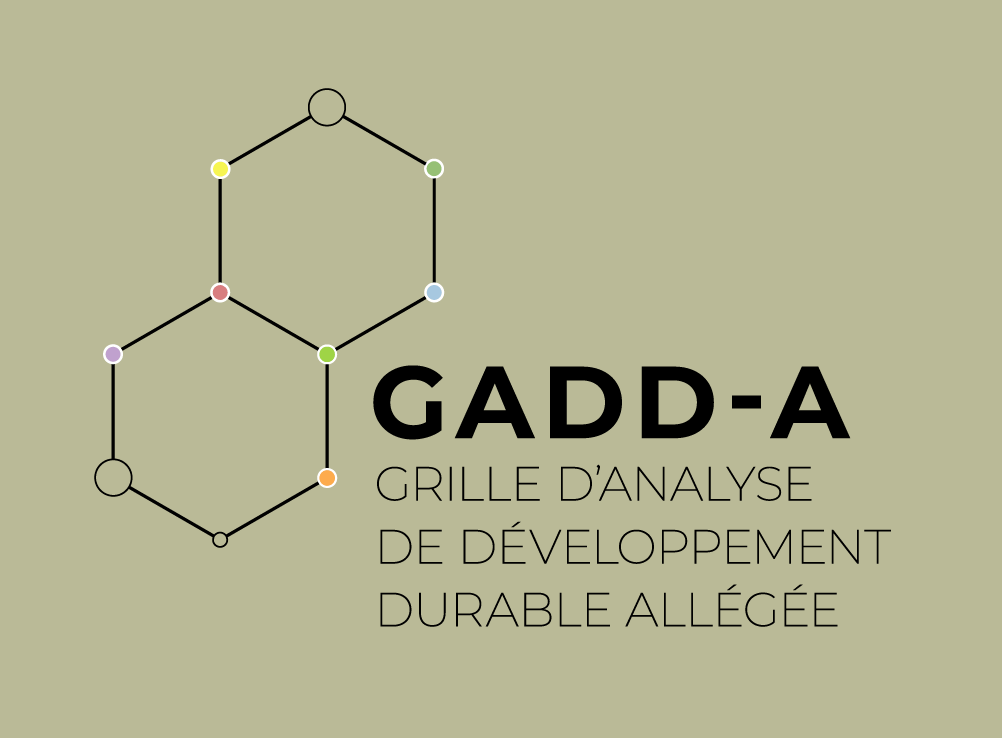 GADD-A
GRILLE D’ANALYSE
DE DÉVELOPPEMENT
DURABLE ALLÉGÉE